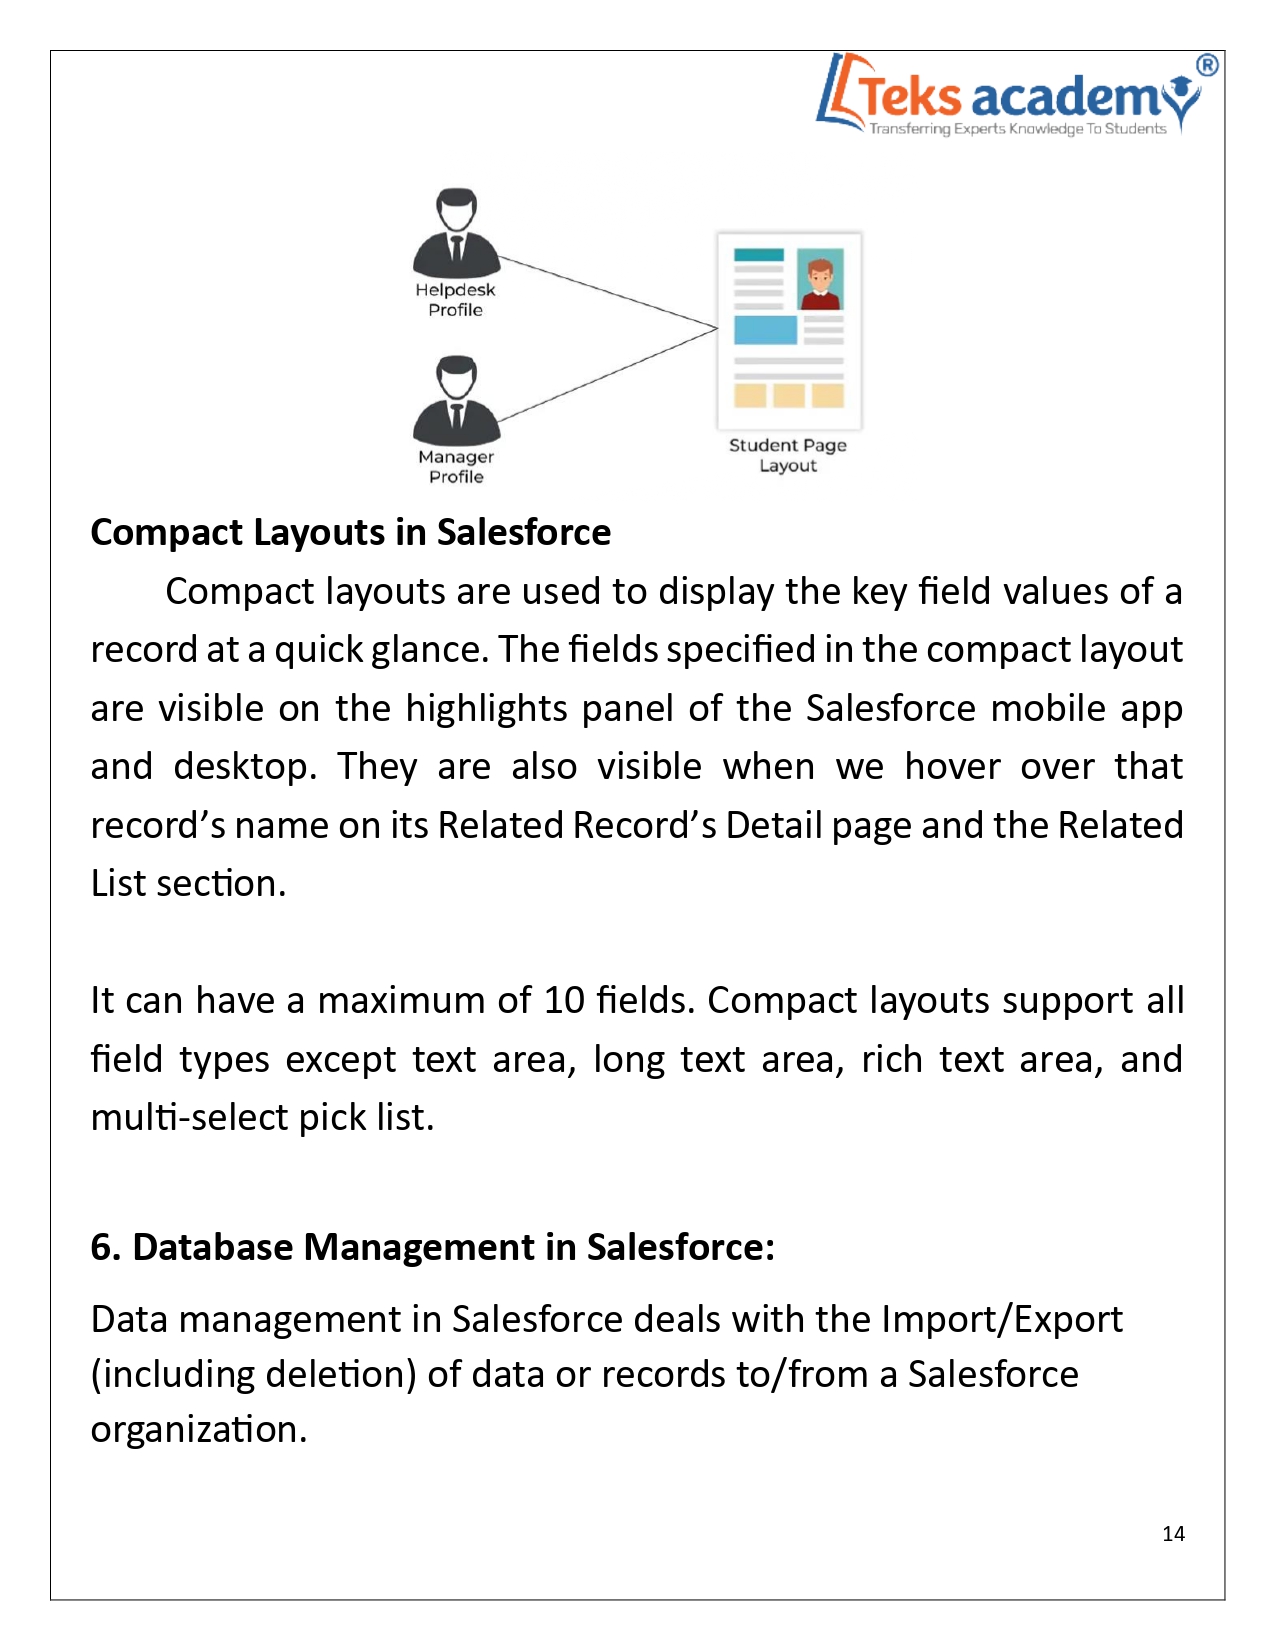 Teks academy ®
Transferring Experts Knowledge To Students
Helpdesk
Profile
Manager
Profile
Student Page
Layout
Compact Layouts in Salesforce
Compact layouts are used to display the key field values of a
record at a quick glance. The fields specified in the compact layout
are visible on the highlights panel of the Salesforce mobile app
and desktop. They are also visible when we hover over that
record’s name on its Related Record’s Detail page and the Related
List section.
It can have a maximum of 10 fields. Compact layouts support all
field types except text area, long text area, rich text area, and
multi-select pick list.
6. Database Management in Salesforce:
Data management in Salesforce deals with the Import/Export
(including deletion) of data or records to/from a Salesforce
organization.
14